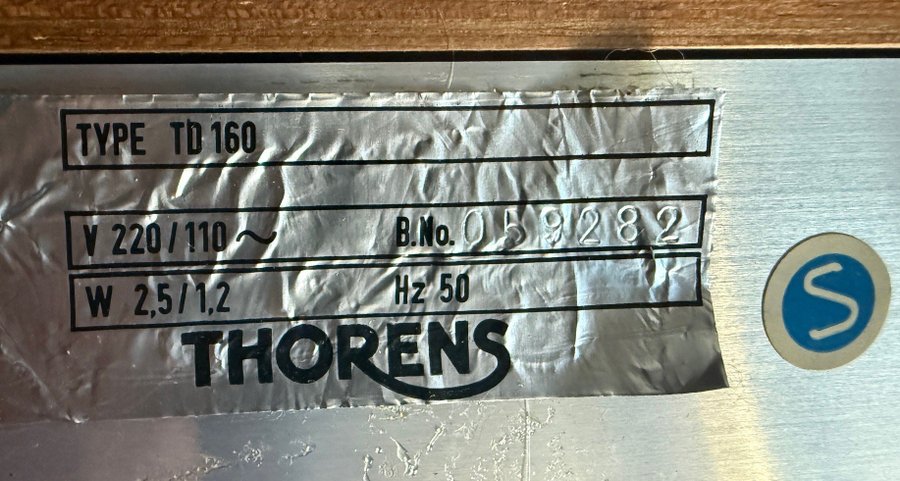 TYPE TD 160
V 220/110 ~ B.No. 059282
W 2,5/1,2 Hz 50
THORENS
S